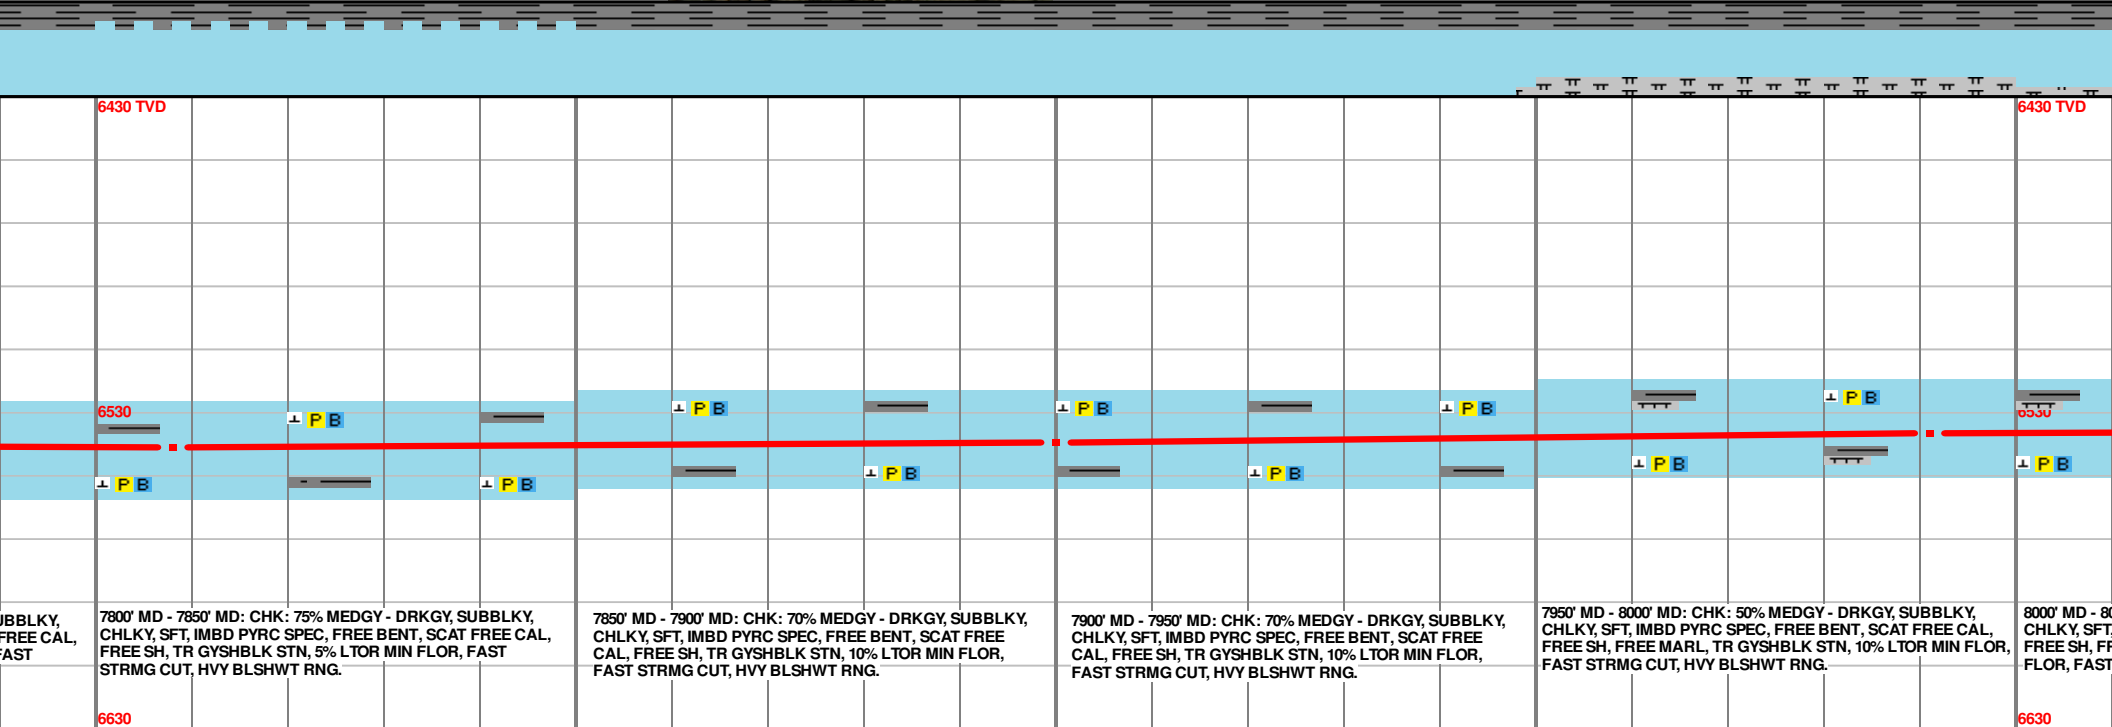 6430 TVD
6430 TVD
6530
P B
P B
P B
P B
P B
6530
P B
P B
P B
P B
P B
P B
UBBLKY,
FREE CAL,
FAST
7800' MD - 7850' MD: CHK: 75% MEDGY - DRKGY, SUBBLKY,
CHLKY, SFT, IMBD PYRC SPEC, FREE BENT, SCAT FREE CAL,
FREE SH, TR GYSHBLK STN, 5% LTOR MIN FLOR, FAST
STRMG CUT, HVY BLSHWT RNG.
7850' MD - 7900' MD: CHK: 70% MEDGY - DRKGY, SUBBLKY,
CHLKY, SFT, IMBD PYRC SPEC, FREE BENT, SCAT FREE
CAL, FREE SH, TR GYSHBLK STN, 10% LTOR MIN FLOR,
FAST STRMG CUT, HVY BLSHWT RNG.
7900' MD - 7950' MD: CHK: 70% MEDGY - DRKGY, SUBBLKY,
CHLKY, SFT, IMBD PYRC SPEC, FREE BENT, SCAT FREE
CAL, FREE SH, TR GYSHBLK STN, 10% LTOR MIN FLOR,
FAST STRMG CUT, HVY BLSHWT RNG.
7950' MD - 8000' MD: CHK: 50% MEDGY - DRKGY, SUBBLKY,
CHLKY, SFT, IMBD PYRC SPEC, FREE BENT, SCAT FREE CAL,
FREE SH, FREE MARL, TR GYSHBLK STN, 10% LTOR MIN FLOR,
FAST STRMG CUT, HVY BLSHWT RNG.
8000' MD - 80
CHLKY, SFT,
FREE SH, FR
FLOR, FAST
6630
6630